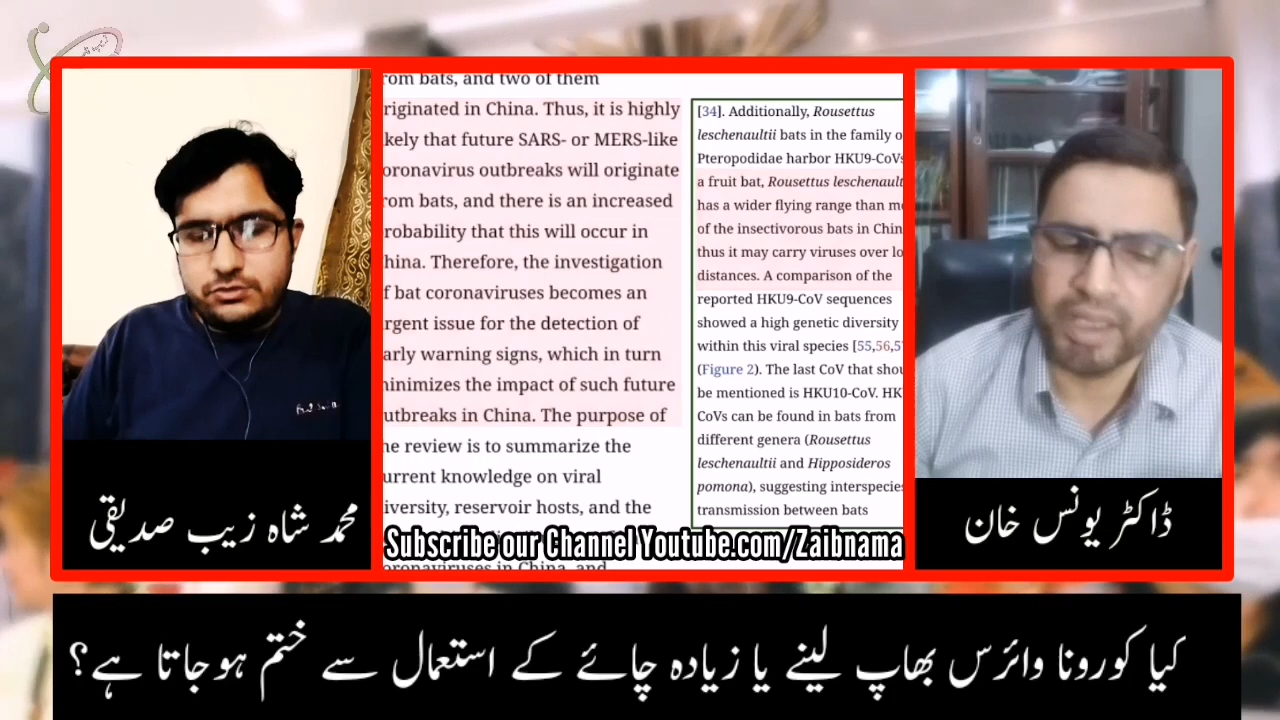 rom bats, and two of them
riginated in China. Thus, it is highly
kely that future SARS- or MERS-like
oronavirus outbreaks will originate
rom bats, and there is an increased
robability that this will occur in
hina. Therefore, the investigation
f bat coronaviruses becomes an
rgent issue for the detection of
arly warning signs, which in turn
ninimizes the impact of such future
utbreaks in China. The purpose of
he review is to summarize the
urrent knowledge on viral
iversity, reservoir hosts, and the
oronaviruses in China, and
[34]. Additionally, Rousettus
leschenaultii bats in the family o
Pteropodidae harbor HKU9-CoVs
a fruit bat, Rousettus leschenault
has a wider flying range than mo
of the insectivorous bats in Chin
thus it may carry viruses over lo
distances. A comparison of the
reported HKU9-CoV sequences
showed a high genetic diversity
within this viral species [55,56,57
(Figure 2). The last CoV that shou
be mentioned is HKU10-CoV. HK
CoVs can be found in bats from
different genera (Rousettus
leschenaultii and Hipposideros
pomona), suggesting interspecies
transmission between bats
Subscribe our Channel Youtube.com/Zaibnama
محمد شاہ زیب صدیقی
ڈاکٹر یونس خان
کیا کورونا وائرس بھاپ لینے یا زیادہ چائے کے استعمال سے ختم ہوجاتا ہے؟